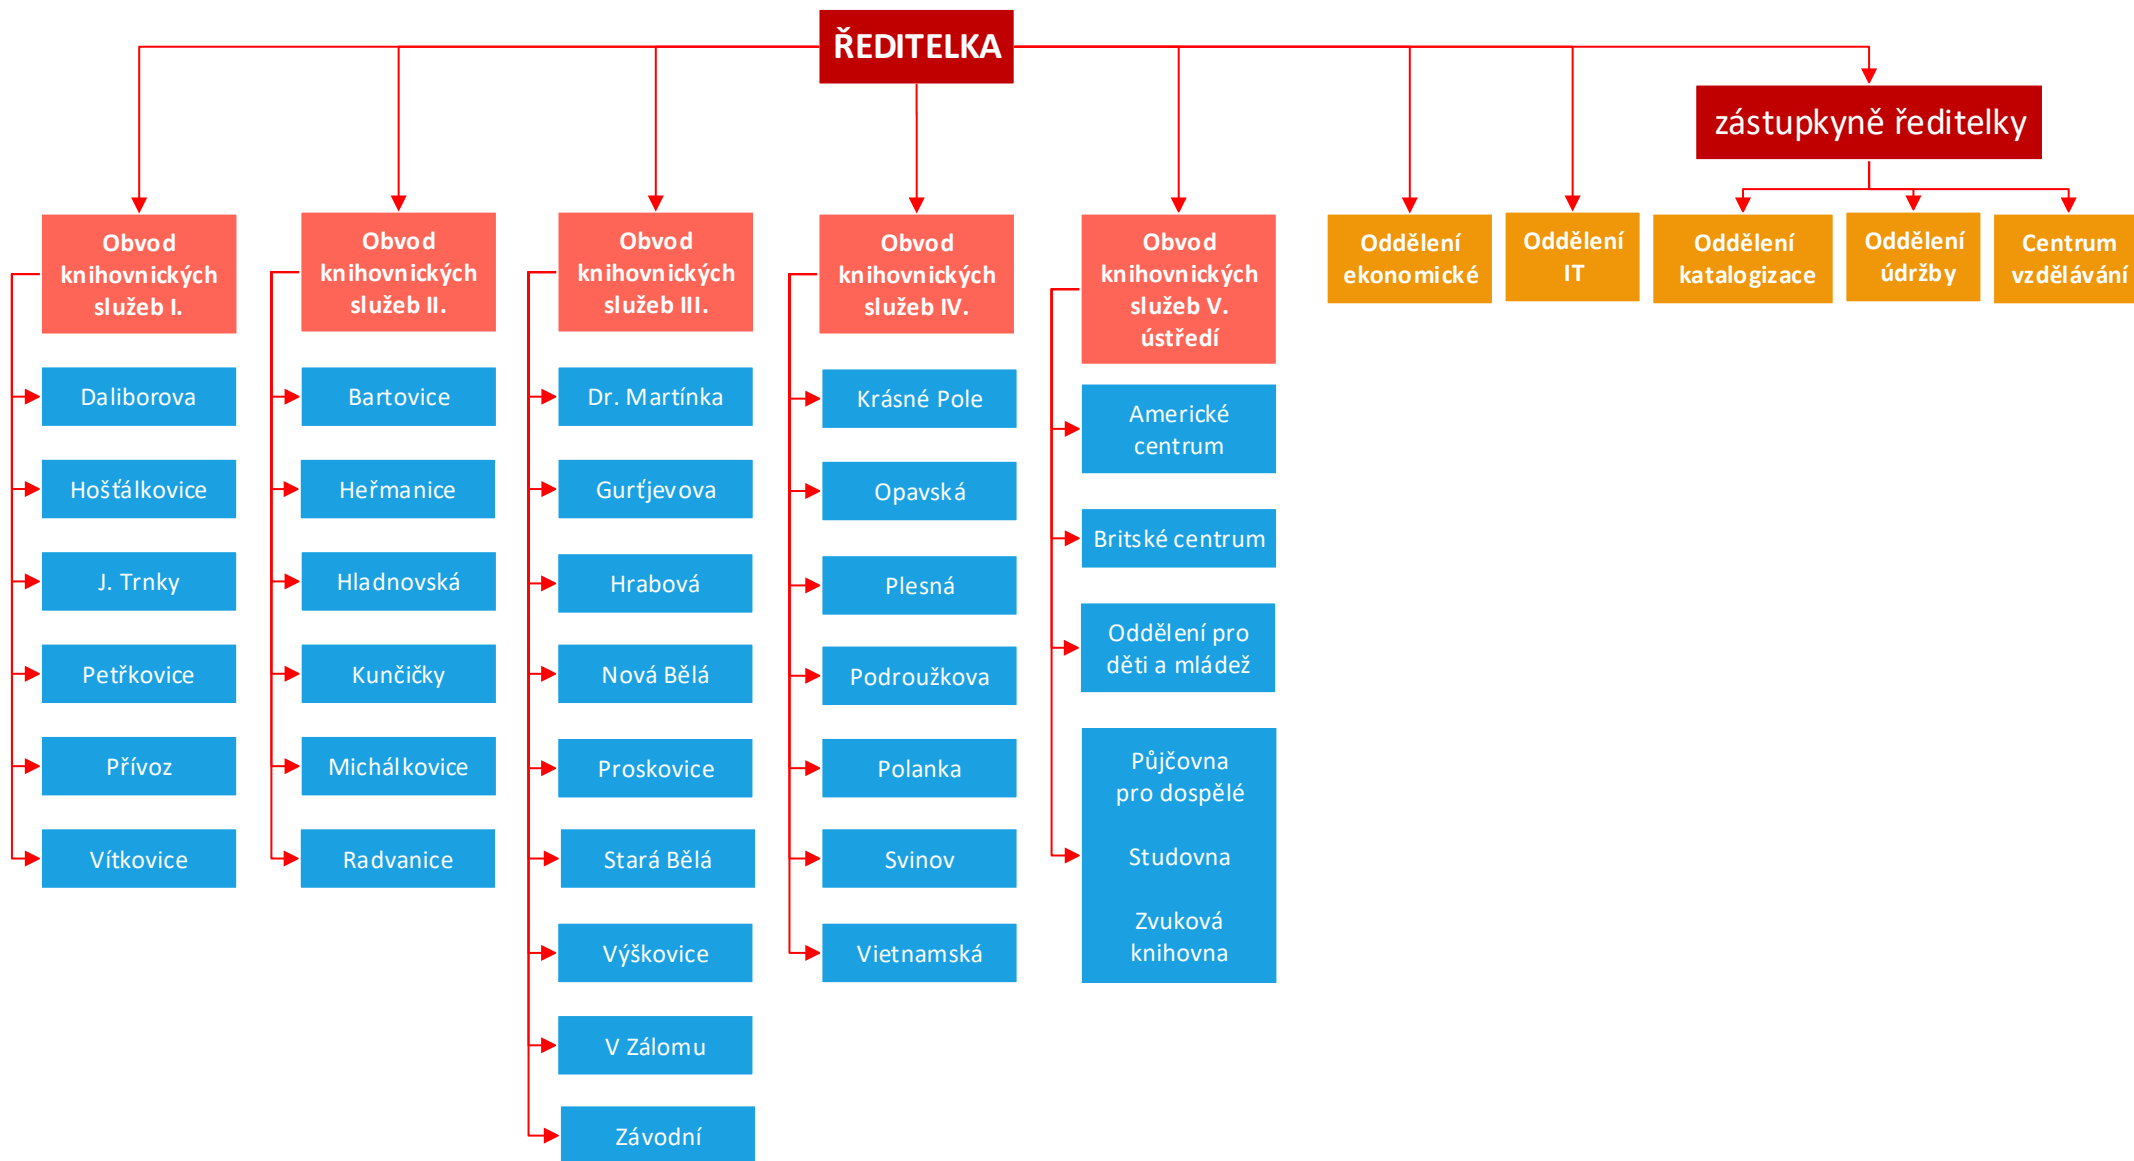 ŘEDITELKA
zástupkyně ředitelky
Obvod
knihovnických
služeb I.
Daliborova
Hošťálkovice
J. Trnky
Petřkovice
Přívoz
Vítkovice
Obvod
knihovnických
služeb II.
Bartovice
Heřmanice
Hladnovská
Kunčičky
Michálkovice
Radvanice
Obvod
knihovnických
služeb III.
Dr. Martínka
Gurťjevova
Hrabová
Nová Bělá
Proskovice
Stará Bělá
Výškovice
V Zálomu
Závodní
Obvod
knihovnických
služeb IV.
Krásné Pole
Opavská
Plesná
Podroužkova
Polanka
Svinov
Vietnamská
Obvod
knihovnických
služeb V.
ústředí
Americké
centrum
Britské centrum
Oddělení pro
děti a mládež
Půjčovna
pro dospělé
Studovna
Zvuková
knihovna
Oddělení
ekonomické
Oddělení
IT
Oddělení
katalogizace
Oddělení
údržby
Centrum
vzdělávání